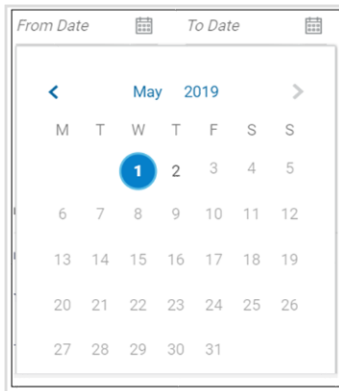 From Date To Date
May 2019
M T W T F S S
1 2 3 4 5
6 7 8 9 10 11 12
13 14 15 16 17 18 19
20 21 22 23 24 25 26
27 28 29 30 31